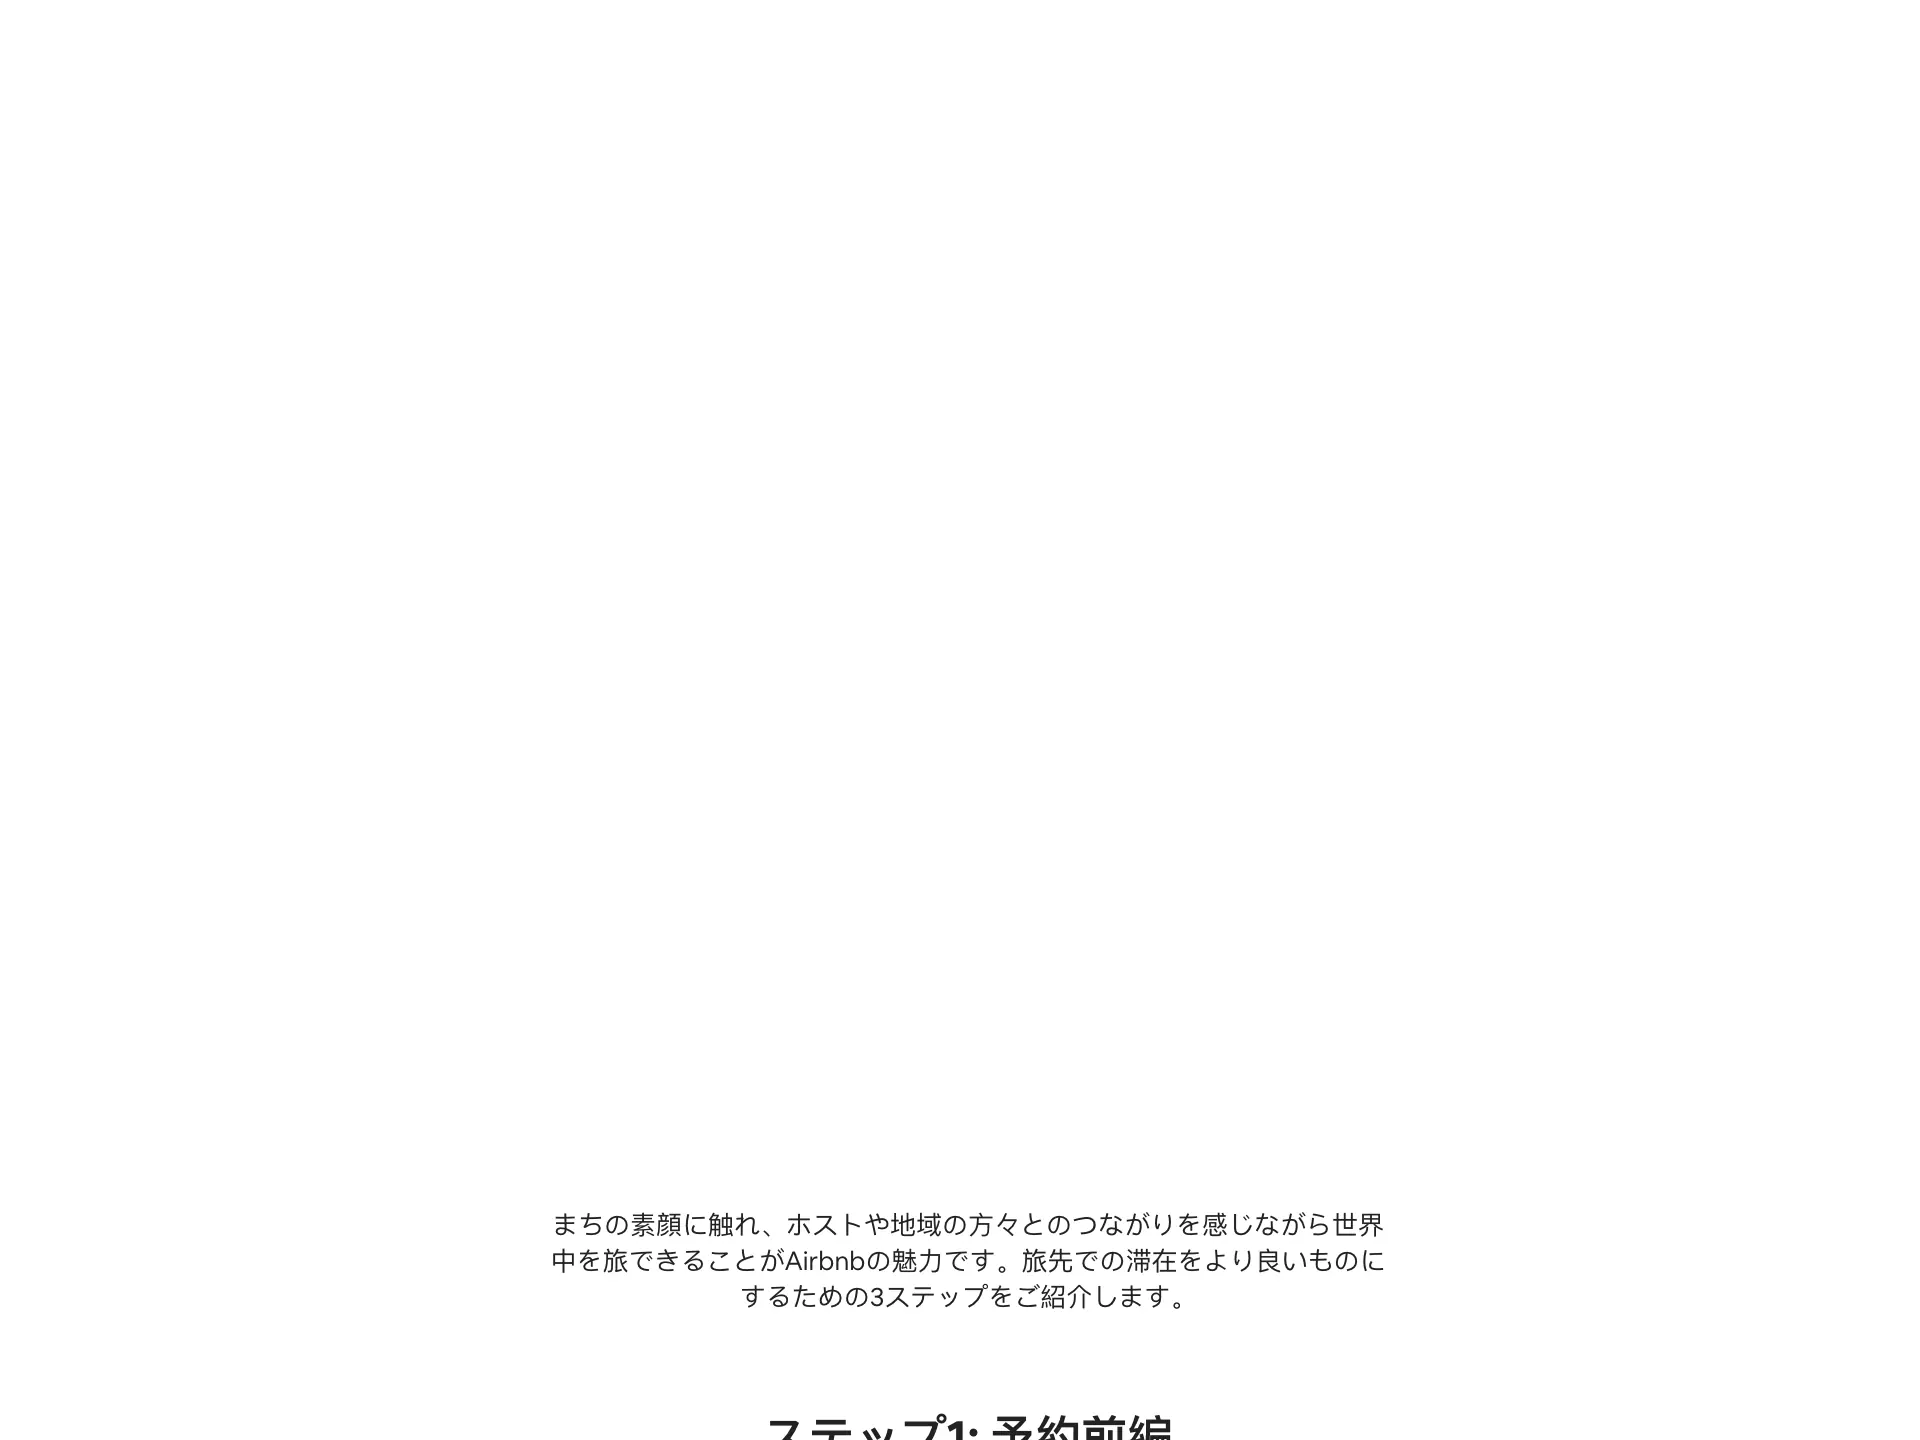 まちの素顔に触れ、ホストや地域の方々とのつながりを感じながら世界
中を旅できることがAirbnbの魅力です。旅先での滞在をより良いものに
するための3ステップをご紹介します。
ステップ1: 予約前編